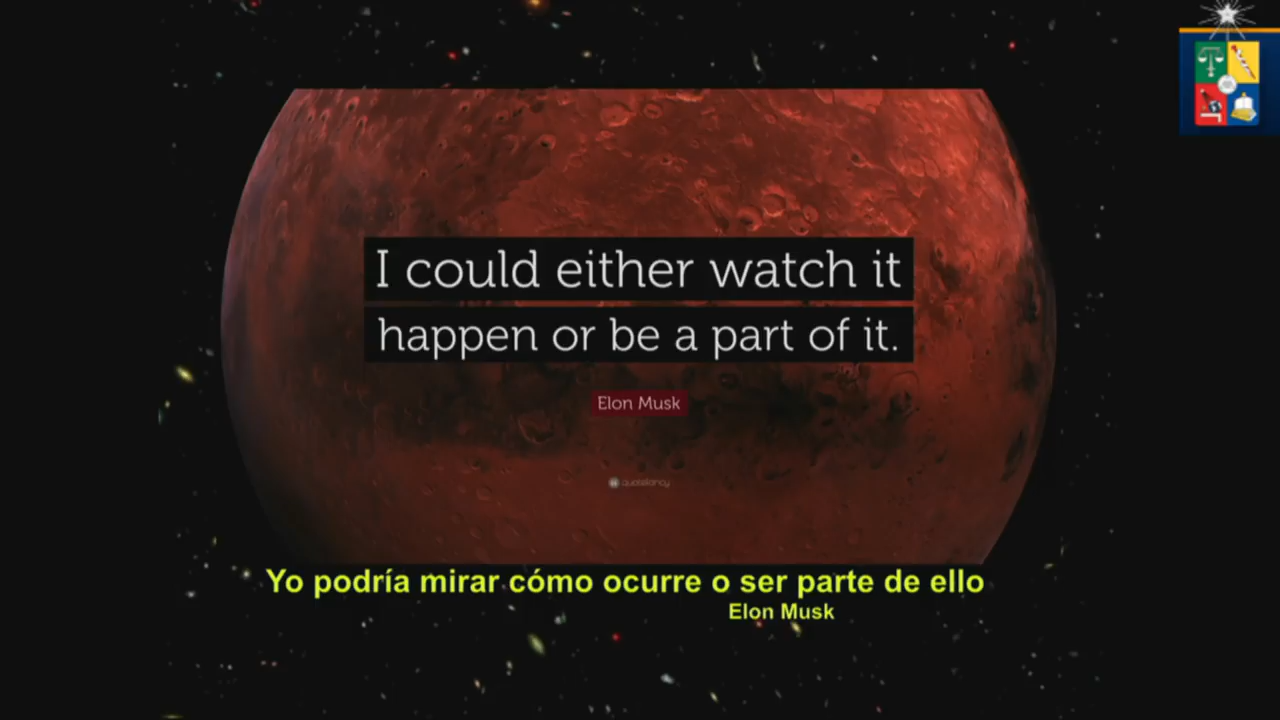 I could either watch it
happen or be a part of it.
Elon Musk
quotefancy
Yo podría mirar cómo ocurre o ser parte de ello
Elon Musk